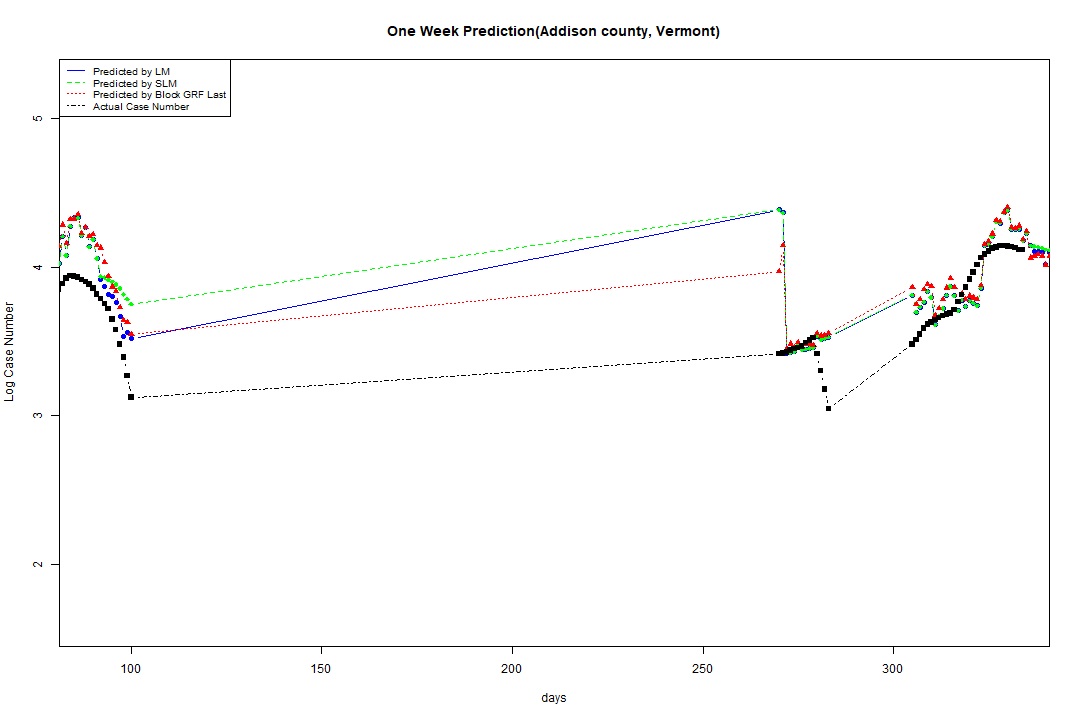 One Week Prediction(Addison county, Vermont)
Predicted by LM
Predicted by SLM
Predicted by Block GRF Last
Actual Case Number
Log Case Number
5
4
3
2
100
150
200
250
300
days